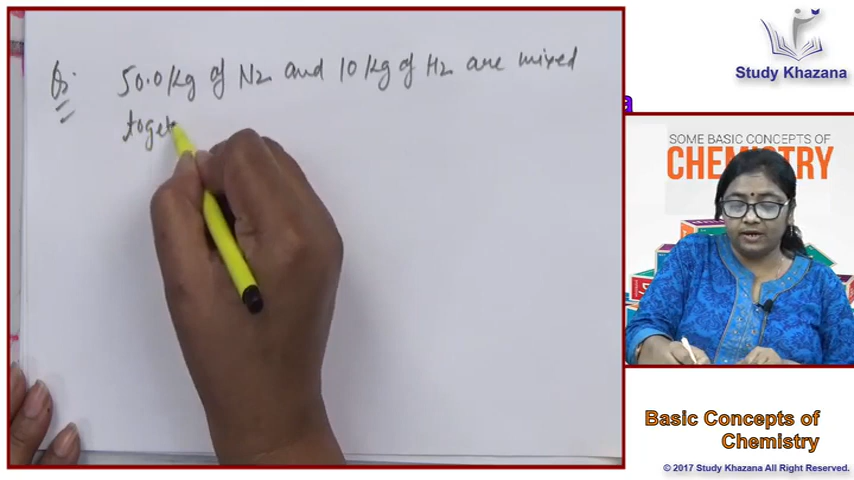 Q. 50.0 kg of N2 and 10 kg of H2 are mixed
toget
Study Khazana
a
SOME BASIC CONCEPTS OF
CHEMISTRY
Basic Concepts of
Chemistry
© 2017 Study Khazana All Right Reserved.